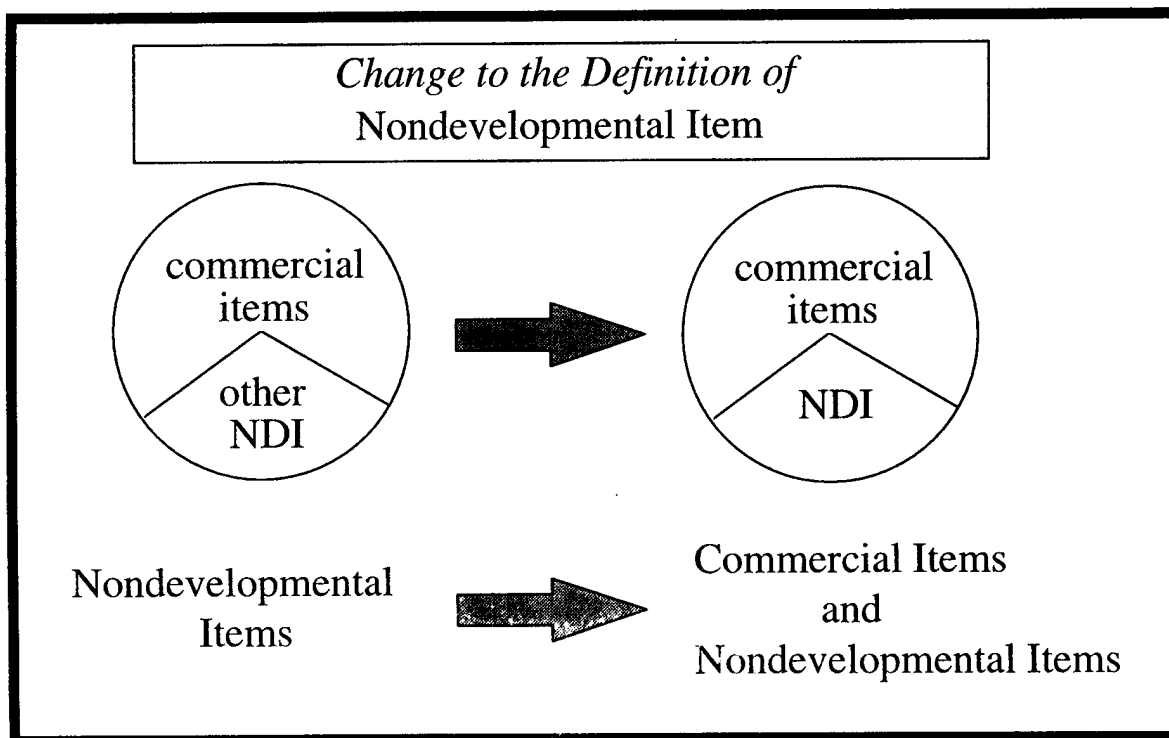 Change to the Definition of
Nondevelopmental Item
commercial
items
other
NDI
commercial
items
NDI
Nondevelopmental
Items
Commercial Items
and
Nondevelopmental Items